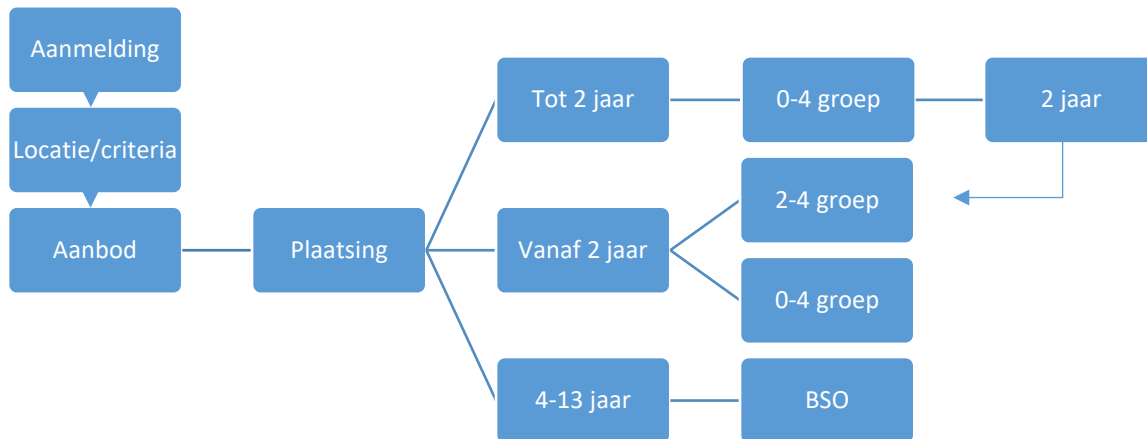 Aanmelding
Locatie/criteria
Aanbod
Plaatsing
Tot 2 jaar
0-4 groep
2 jaar
Vanaf 2 jaar
2-4 groep
0-4 groep
4-13 jaar
BSO